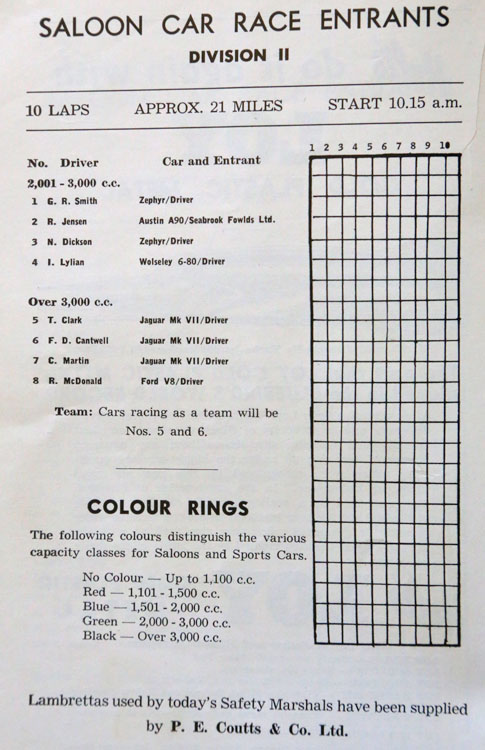 SALOON CAR RACE ENTRANTS
DIVISION II
10 LAPS APPROX. 21 MILES START 10.15 a.m.
1 2 3 4 5 6 7 8 9 10
No. Driver Car and Entrant
2,001 - 3,000 c.c.
1 G. R. Smith Zephyr/Driver
2 R. Jensen Austin A90/Seabrook Fowlds Ltd.
3 N. Dickson Zephyr/Driver
4 I. Lylian Wolseley 6-80/Driver
Over 3,000 c.c.
5 T. Clark Jaguar Mk VII/Driver
6 F. D. Cantwell Jaguar Mk VII/Driver
7 C. Martin Jaguar Mk VII/Driver
8 R. McDonald Ford V8/Driver
Team: Cars racing as a team will be
Nos. 5 and 6.
COLOUR RINGS
The following colours distinguish the various
capacity classes for Saloons and Sports Cars.
No Colour — Up to 1,100 c.c.
Red — 1,101 - 1,500 c.c.
Blue — 1,501 - 2,000 c.c.
Green — 2,000 - 3,000 c.c.
Black — Over 3,000 c.c.
Lambrettas used by today's Safety Marshals have been supplied
by P. E. Coutts & Co. Ltd.